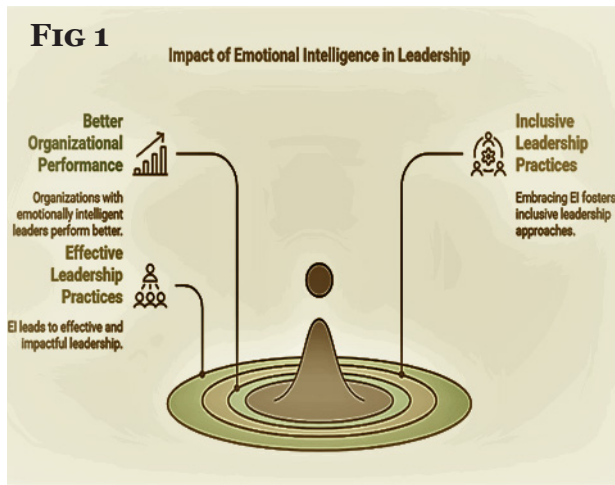 Fig 1
Impact of Emotional Intelligence in Leadership
Better
Organizational
Performance
Organizations with
emotionally intelligent
leaders perform better.
Effective
Leadership
Practices
EI leads to effective and
impactful leadership.
Inclusive
Leadership
Practices
Embracing EI fosters
inclusive leadership
approaches.